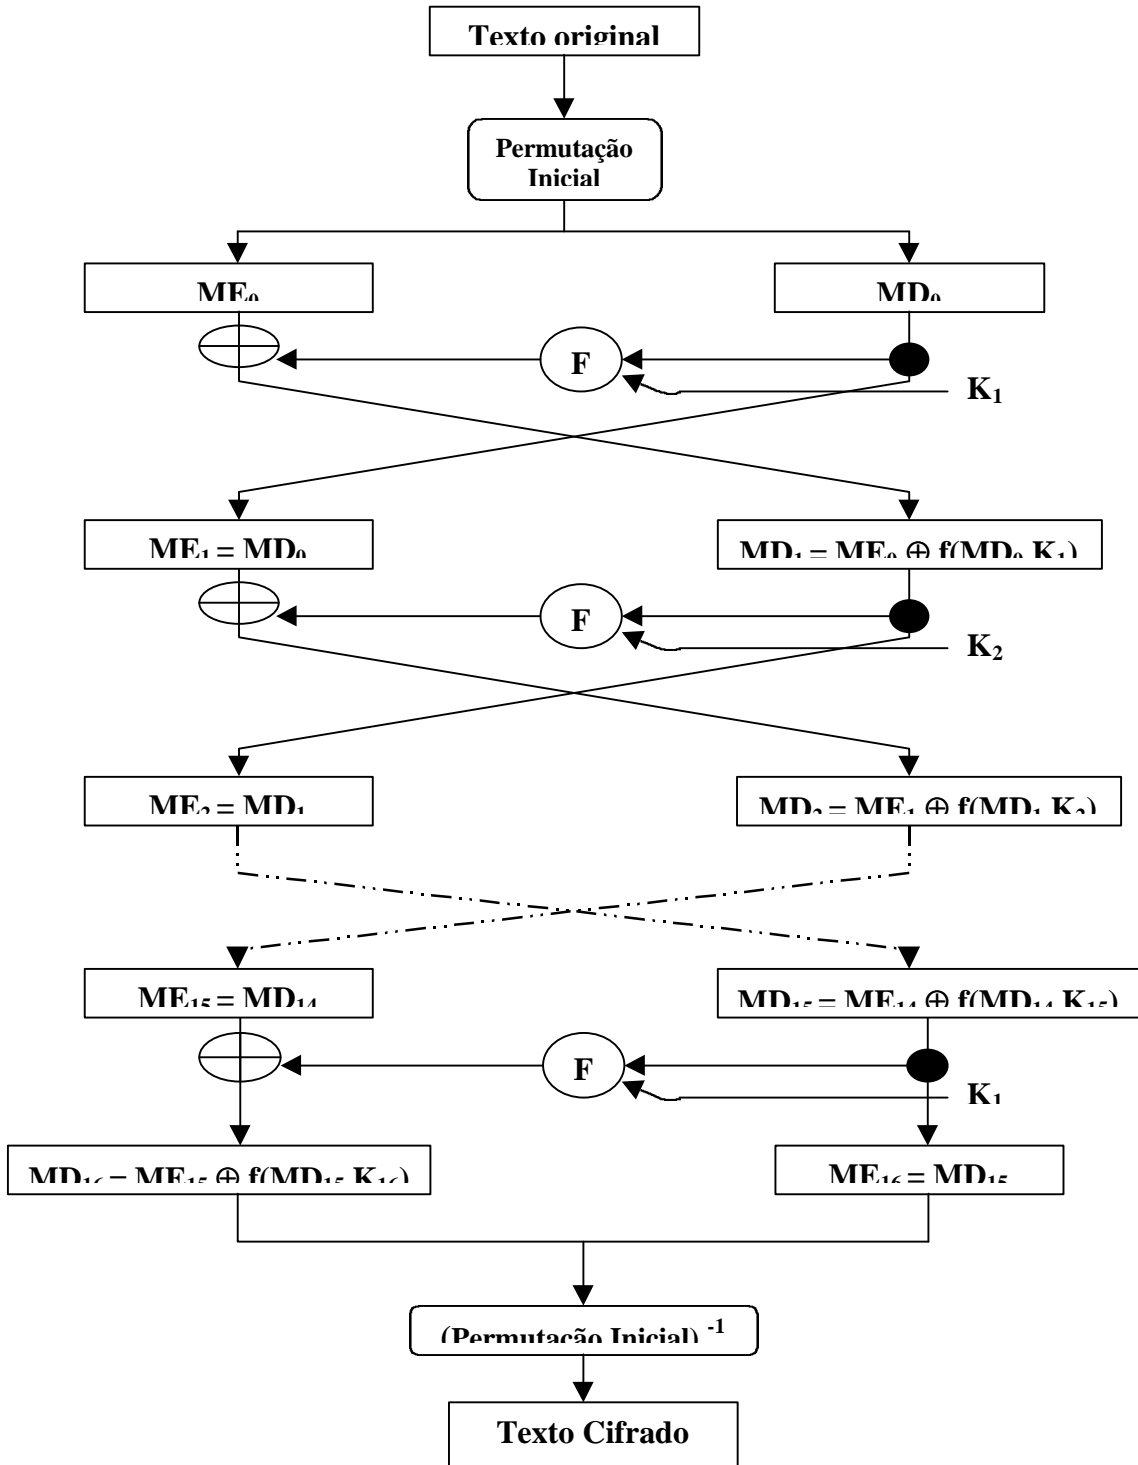 Texto original
Permutação
Inicial
ME₀
MD₀
F
K₁
ME₁ = MD₀
MD₁ = ME₀ ⊕ f(MD₀,K₁)
F
K₂
ME₂ = MD₁
MD₂ = ME₁ ⊕ f(MD₁,K₂)
ME₁₅ = MD₁₄
MD₁₅ = ME₁₄ ⊕ f(MD₁₄,K₁₅)
F
K₁
MD₁₆ = ME₁₅ ⊕ f(MD₁₅,K₁₆)
ME₁₆ = MD₁₅
(Permutação Inicial) ⁻¹
Texto Cifrado